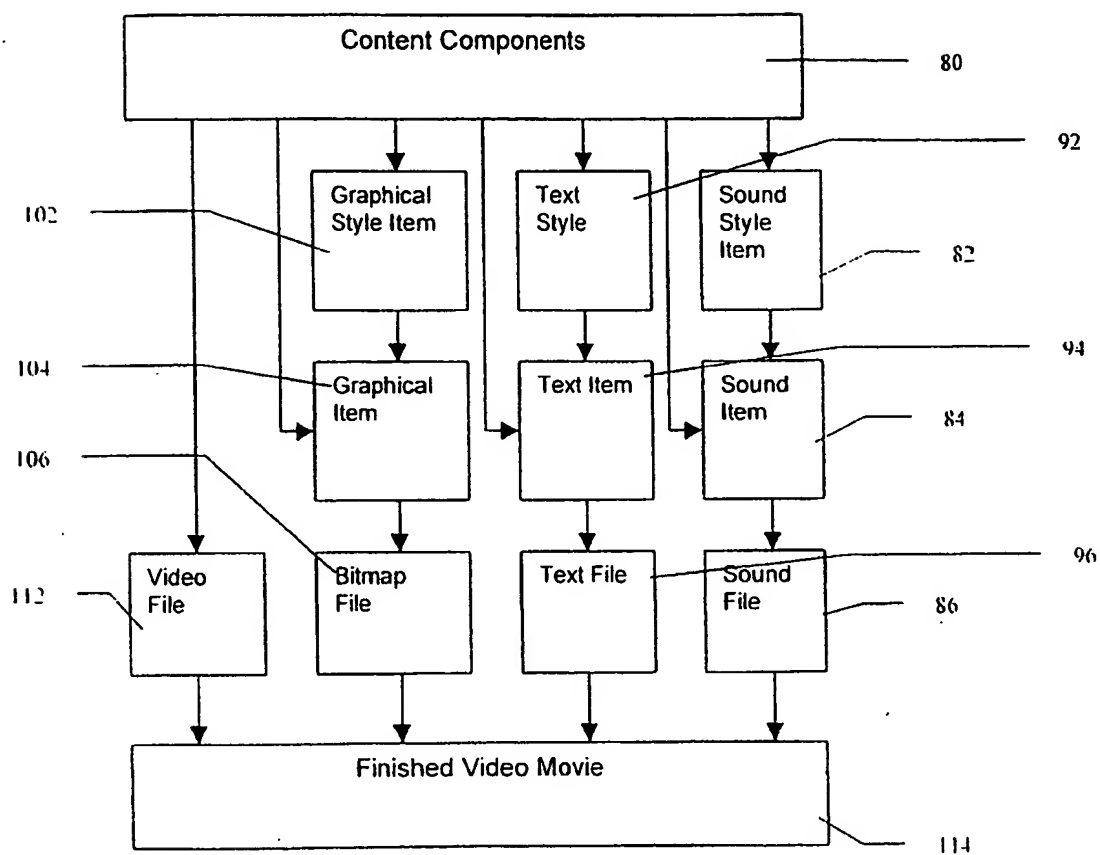 Content Components
80
92
Graphical
Style Item
Text
Style
Sound
Style
Item
102
82
94
104
Graphical
Item
Text Item
Sound
Item
84
106
Video
File
Bitmap
File
Text File
Sound
File
96
112
86
Finished Video Movie
114